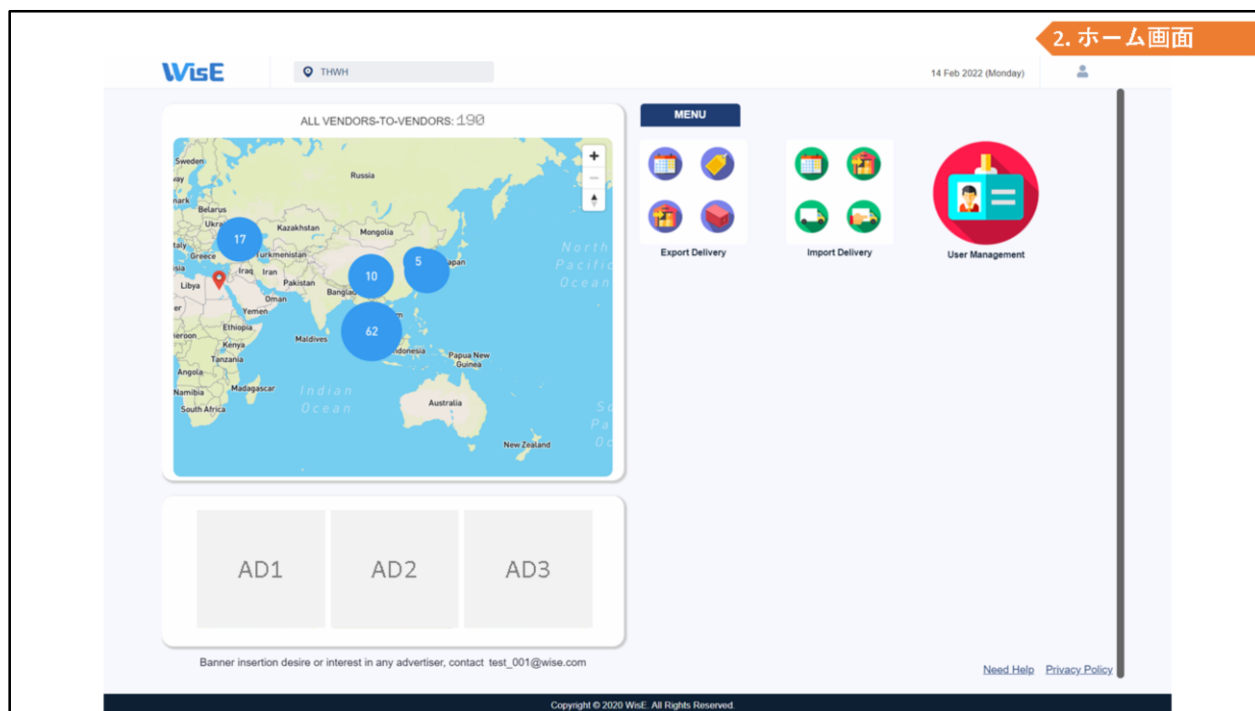 2. ホーム画面
WisE
THWH
14 Feb 2022 (Monday)
ALL VENDORS-TO-VENDORS: 190
Sweden
Russia
Belarus
Kazakhstan
Mongolia
17
Greece
Turkmenistan
5
10
Iraq
Iran
Pakistan
Libya
Oman
Yemen
62
Ethiopia
Kenya
Maldives
Papua New
Guinea
Tanzania
Angola
Namibia
Madagascar
South Africa
Indian
Ocean
Australia
New Zealand
North
Pacific
Ocean
MENU
Export Delivery
Import Delivery
User Management
AD1
AD2
AD3
Banner insertion desire or interest in any advertiser, contact test_001@wise.com
Need Help
Privacy Policy
Copyright © 2020 WisE. All Rights Reserved.